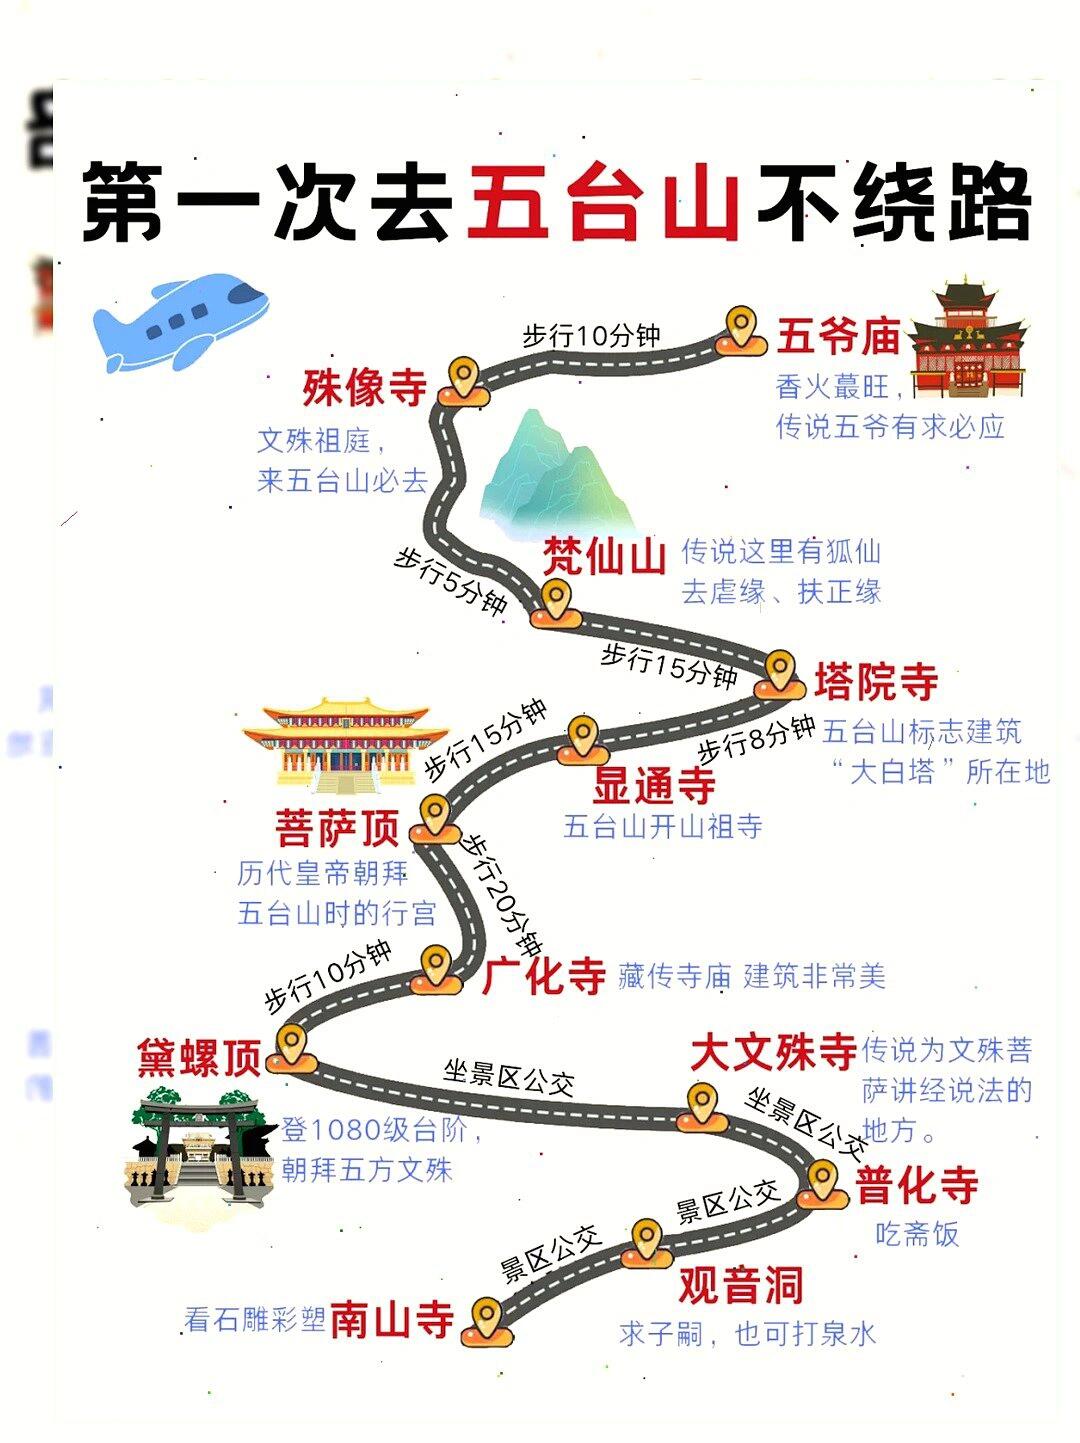 第一次去五台山不绕路
步行10分钟
五爷庙
香火蕞旺，
传说五爷有求必应
殊像寺
文殊祖庭，
来五台山必去
步行5分钟
梵仙山
传说这里有狐仙
去虐缘、扶正缘
步行15分钟
塔院寺
五台山标志建筑
“大白塔”所在地
步行8分钟
显通寺
五台山开山祖寺
步行15分钟
菩萨顶
历代皇帝朝拜
五台山时的行宫
步行20分钟
广化寺
藏传寺庙 建筑非常美
步行10分钟
黛螺顶
登1080级台阶，
朝拜五方文殊
坐景区公交
大文殊寺
传说为文殊菩
萨讲经说法的
地方。
坐景区公交
普化寺
吃斋饭
景区公交
观音洞
求子嗣，也可打泉水
景区公交
南山寺
看石雕彩塑